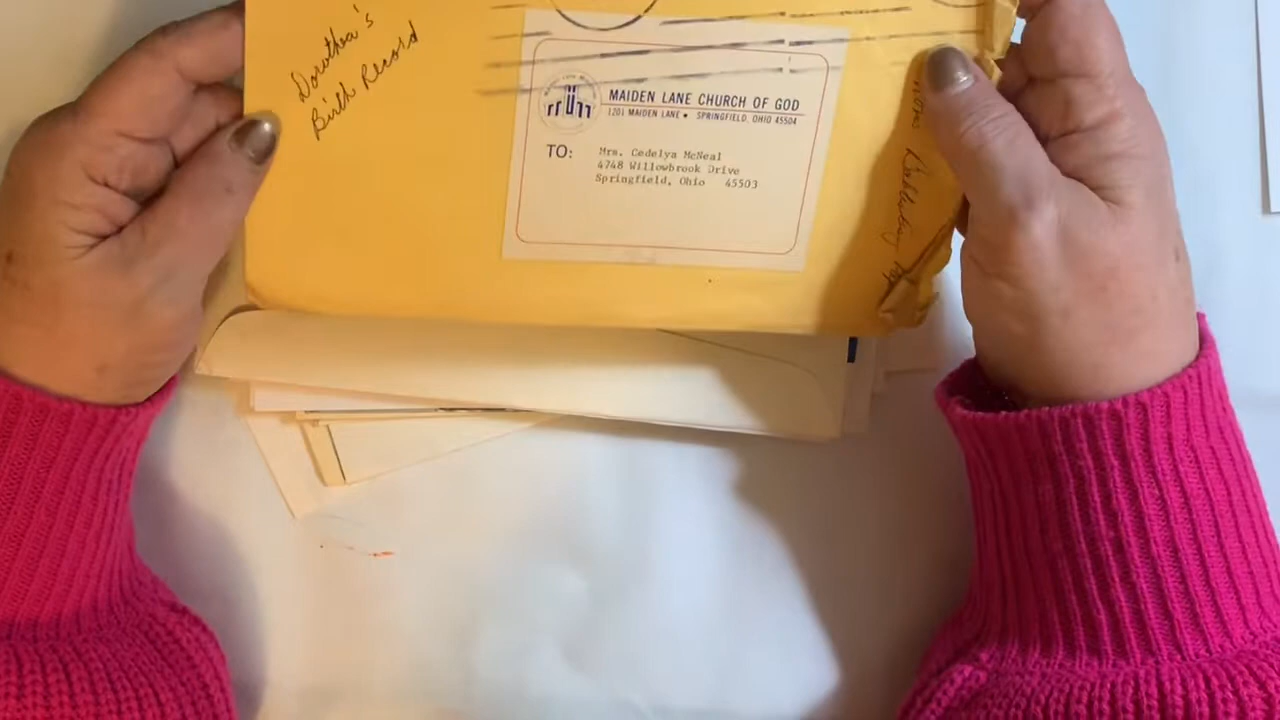 Dorothea's
Birth Record
MAIDEN LANE CHURCH OF GOD
1201 MAIDEN LANE • SPRINGFIELD, OHIO 45504
TO:
Mrs. Cedelya McNeal
4748 Willowbrook Drive
Springfield, Ohio 45503